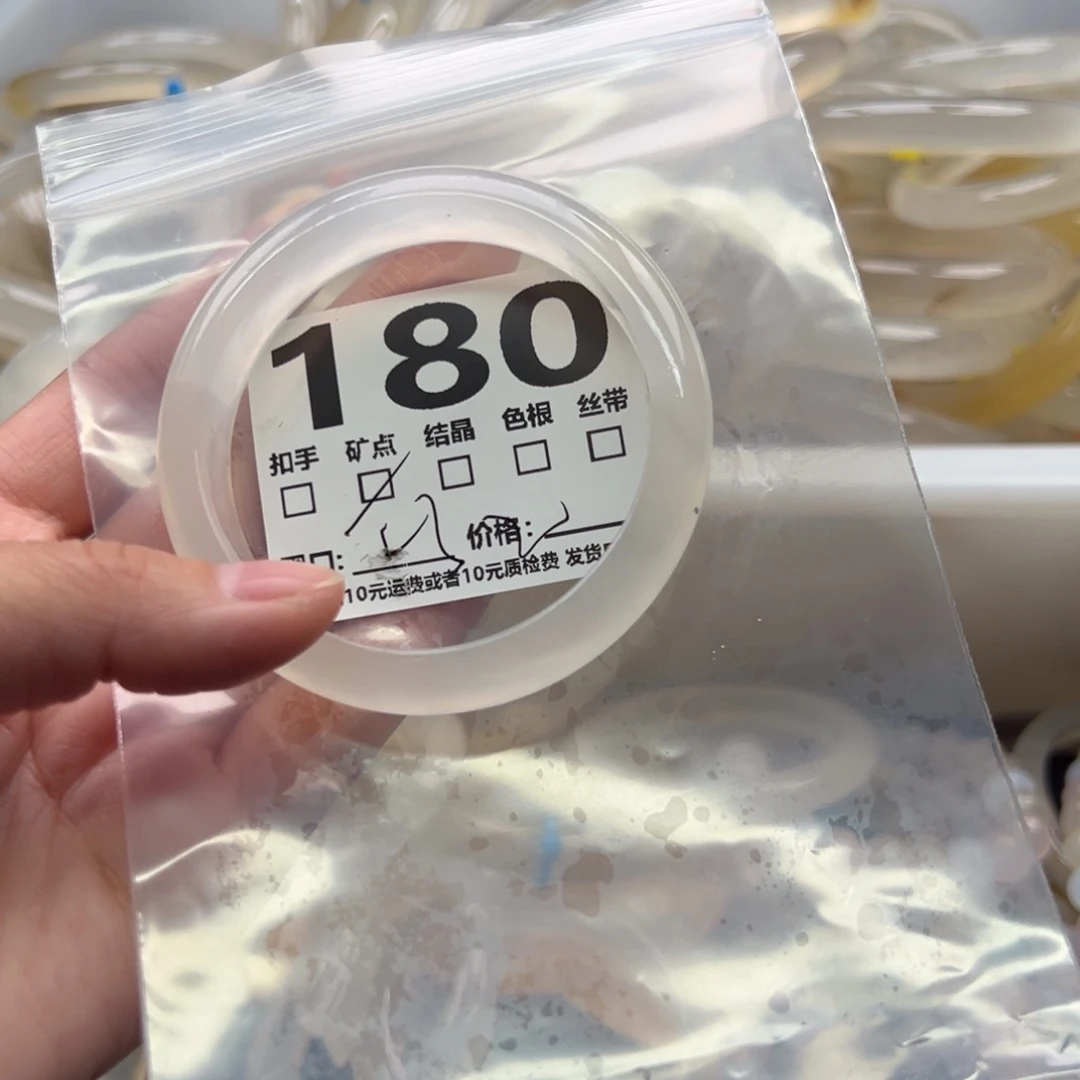 180
扣手 矿点 结晶 色根 丝带
口: 价格:
10元运费或者10元质检费 发货